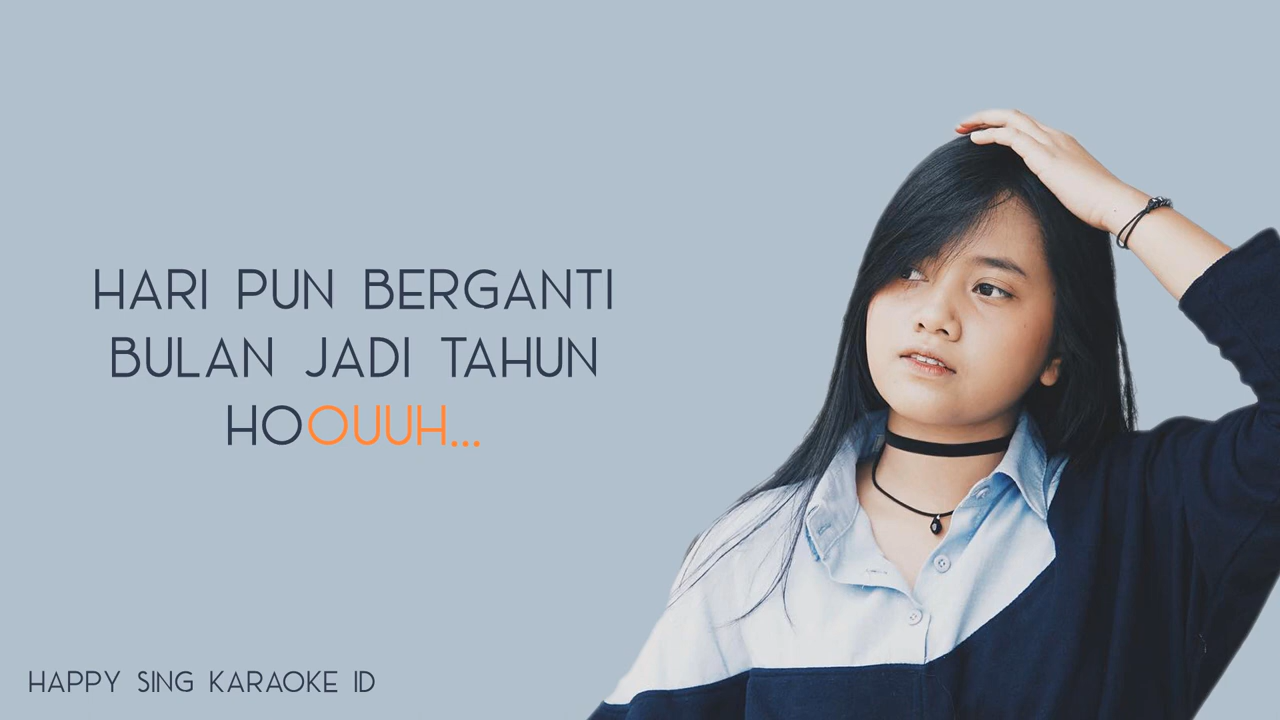 HARI PUN BERGANTI
BULAN JADI TAHUN
HOOUUH...
HAPPY SING KARAOKE ID